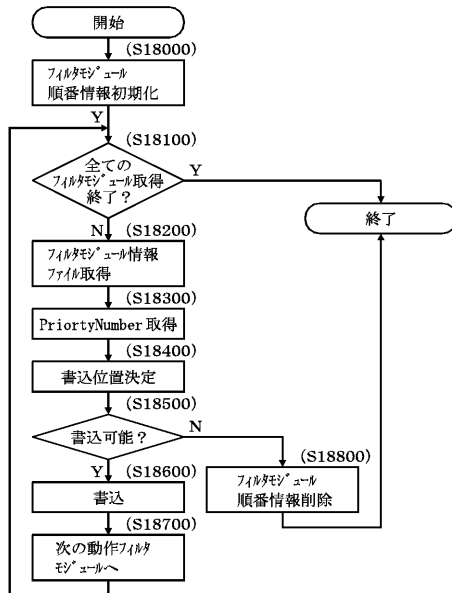 開始
(S18000)
フィルタモジュール
順番情報初期化
Y
(S18100)
全ての
フィルタモジュール取得
終了？
Y
終了
N
(S18200)
フィルタモジュール情報
ファイル取得
(S18300)
PriortyNumber 取得
(S18400)
書込位置決定
(S18500)
書込可能？
N
Y
(S18600)
(S18800)
書込
フィルタモジュール
順番情報削除
(S18700)
次の動作フィルタ
モジュールへ